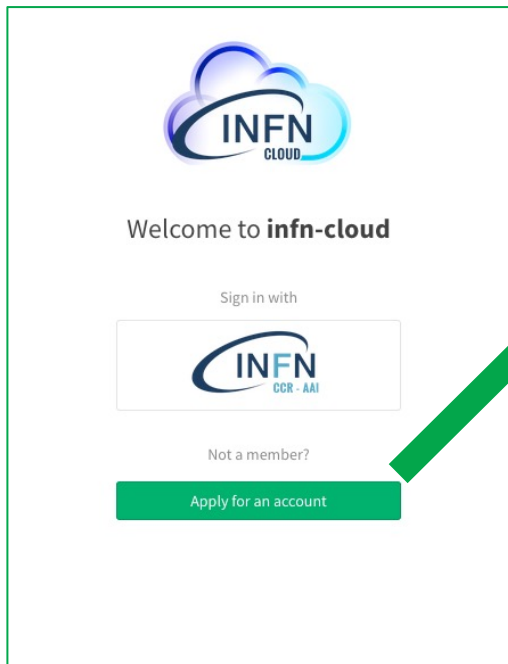 INFN
CLOUD
Welcome to infn-cloud
Sign in with
INFN
CCR - AAI
Not a member?
Apply for an account